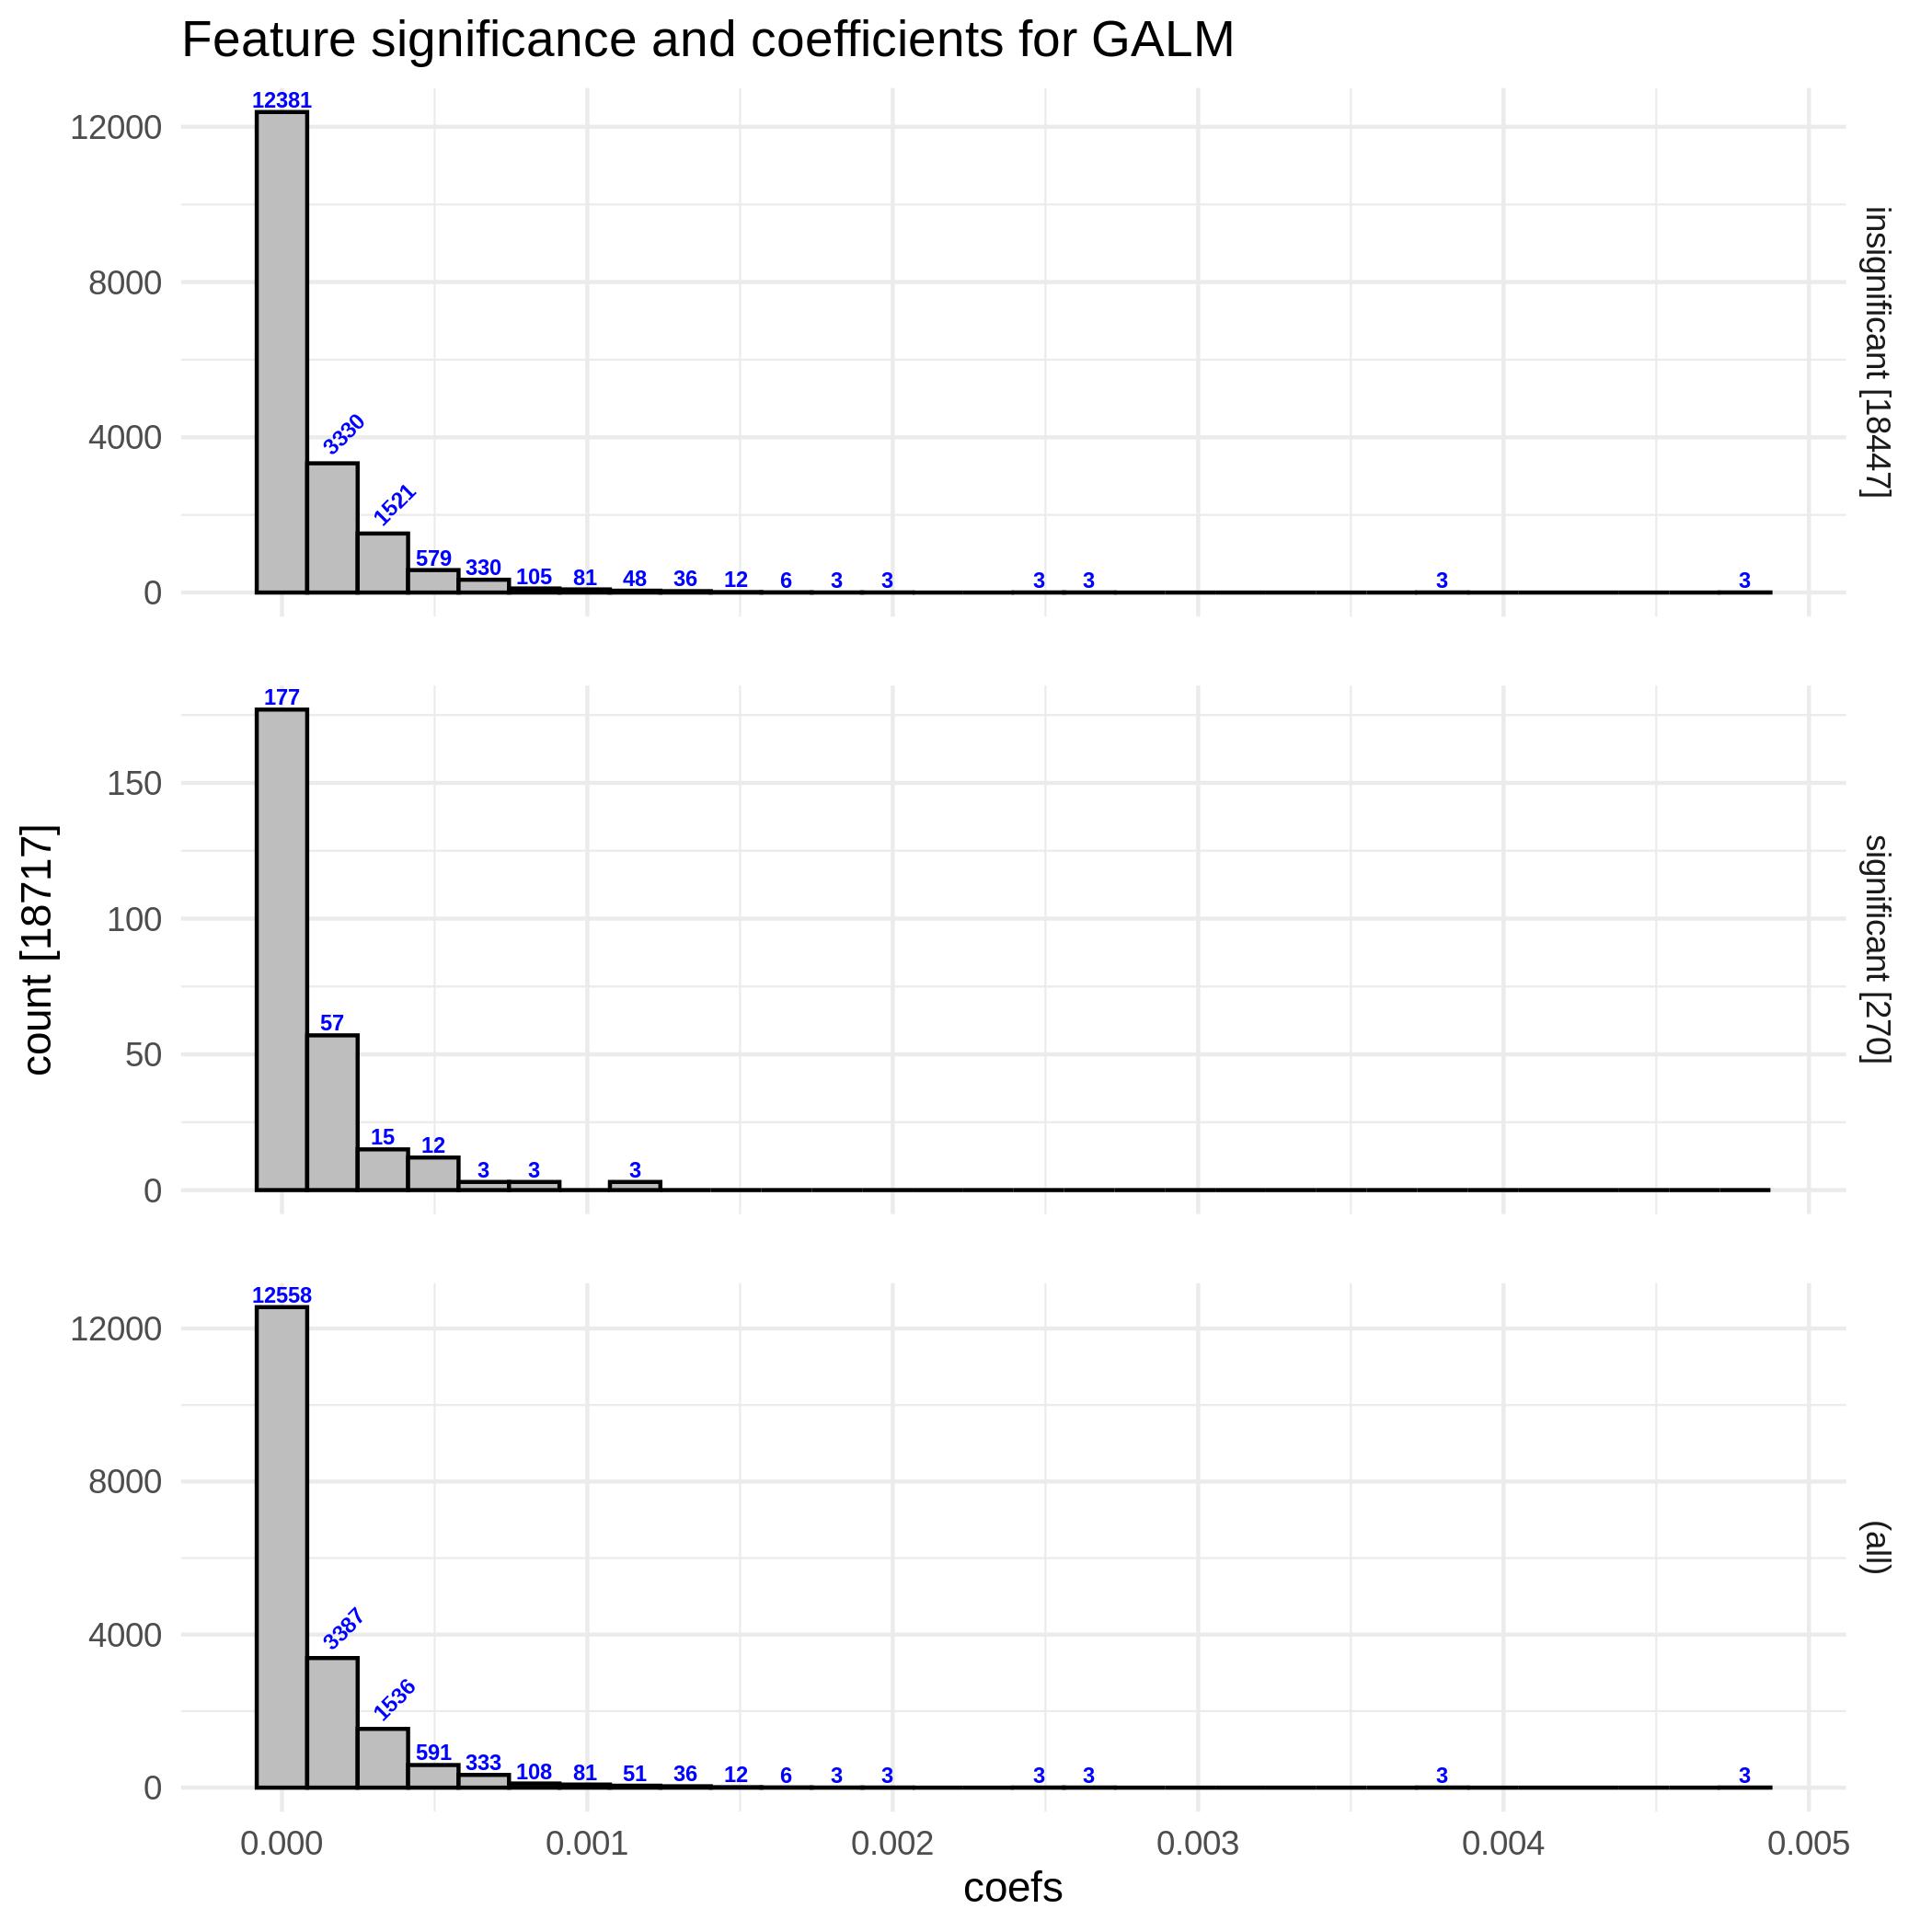 Feature significance and coefficients for GALM
12381
12000
8000
4000
0
3330
1521
579 330 105 81 48 36 12 6 3 3 3 3 3 3
insignificant [18447]
177
150
100
50
0
57
15 12 3 3 3
significant [270]
count [18717]
12558
12000
8000
4000
0
3387
1536
591 333 108 81 51 36 12 6 3 3 3 3 3 3
(all)
0.000 0.001 0.002 0.003 0.004 0.005
coefs